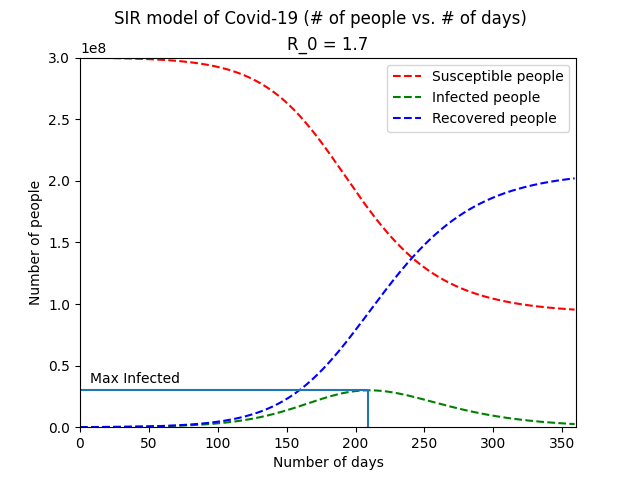 SIR model of Covid-19 (# of people vs. # of days)
R_0 = 1.7
1e8
Susceptible people
Infected people
Recovered people
3.0
2.5
2.0
1.5
1.0
0.5
0.0
Number of people
Max Infected
0 50 100 150 200 250 300 350
Number of days